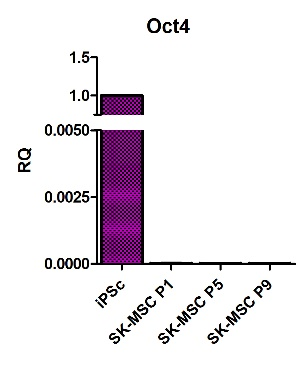 Oct4
1.5
1.0
0.0050
0.0025
0.0000
RQ
iPSc
SK-MSC P1
SK-MSC P5
SK-MSC P9